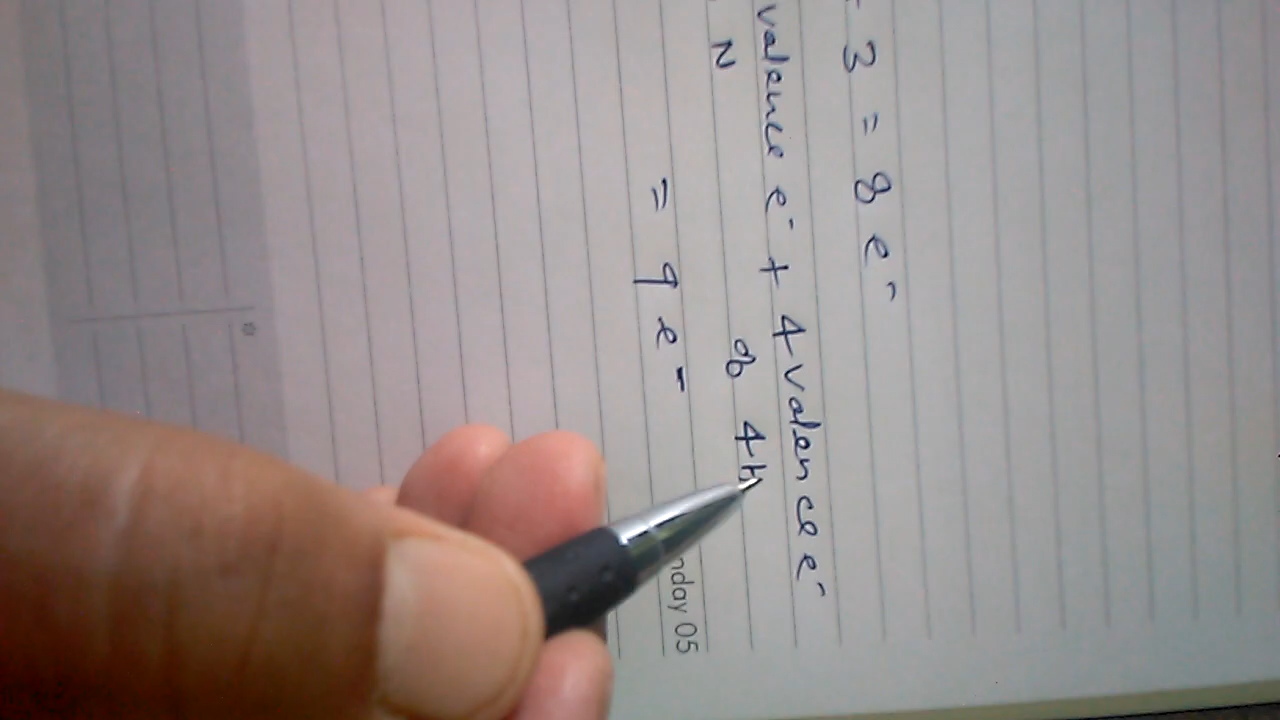 3 = 8 e⁻
valence e⁻ + 4 valence e⁻
N of 4H
= 9 e⁻
nday 05